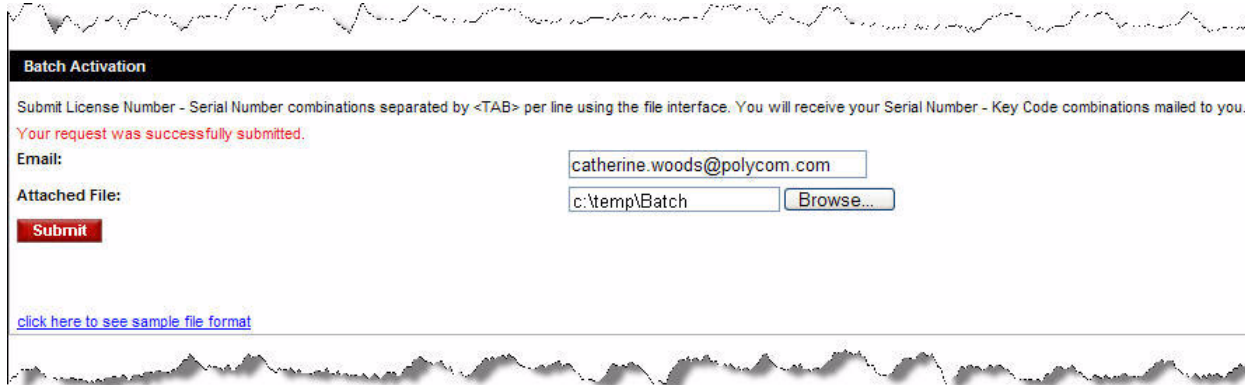 Batch Activation
Submit License Number - Serial Number combinations separated by <TAB> per line using the file interface. You will receive your Serial Number - Key Code combinations mailed to you.
Your request was successfully submitted.
Email:
catherine.woods@polycom.com
Attached File:
c:\temp\Batch
Browse...
Submit
click here to see sample file format